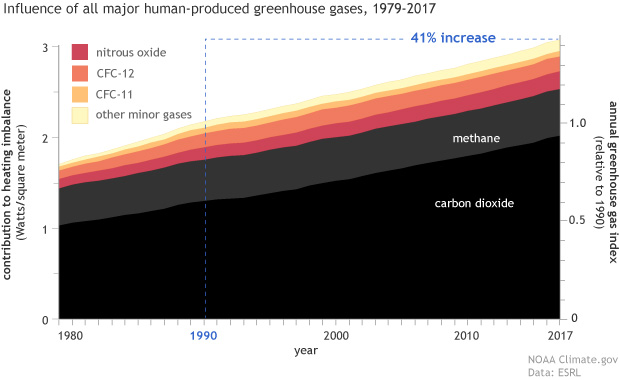 Influence of all major human-produced greenhouse gases, 1979-2017
41% increase
3
2
1
0
contribution to heating imbalance
(Watts/square meter)
nitrous oxide
CFC-12
CFC-11
other minor gases
methane
carbon dioxide
1.0
0.5
0
annual greenhouse gas index
(relative to 1990)
1980
1990
2000
2010
2017
year
NOAA Climate.gov
Data: ESRL